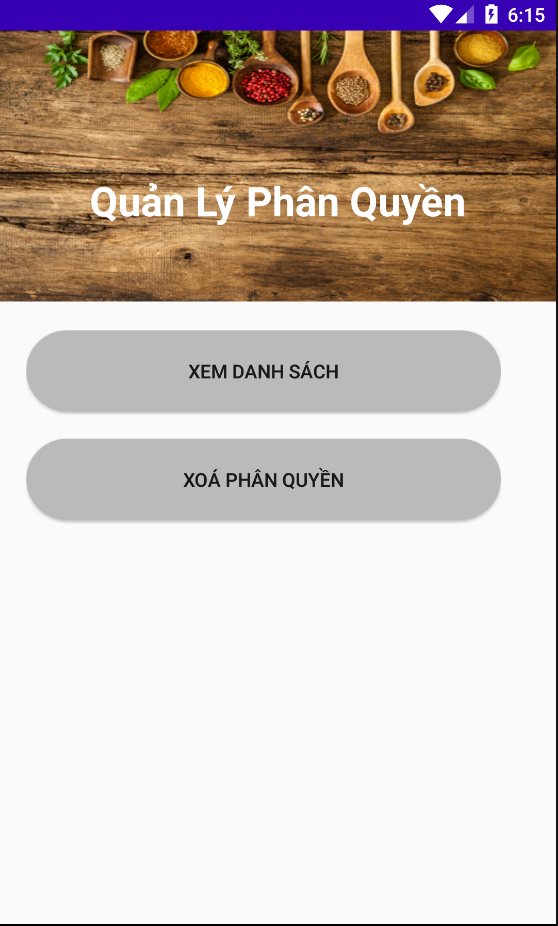 6:15
Quản Lý Phân Quyền
XEM DANH SÁCH
XOÁ PHÂN QUYỀN